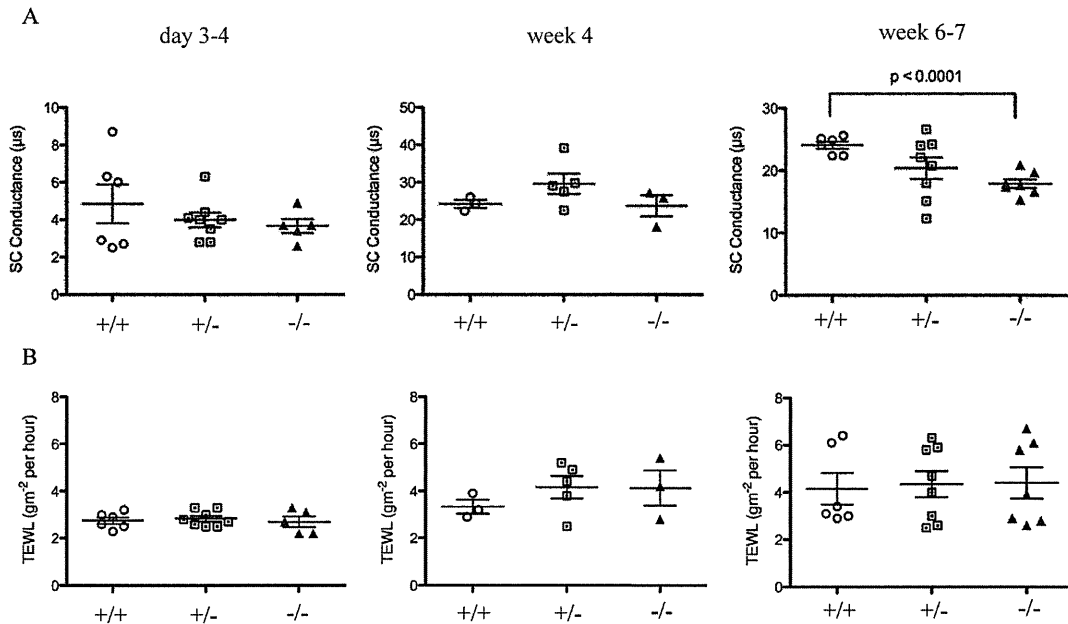 A
day 3-4
week 4
week 6-7
SC Conductance (µs)
10
8
6
4
2
0
+/+ +/- -/-
SC Conductance (µs)
50
40
30
20
10
0
+/+ +/- -/-
p < 0.0001
SC Conductance (µs)
30
20
10
0
+/+ +/- -/-
B
TEWL (gm⁻² per hour)
8
6
4
2
0
+/+ +/- -/-
TEWL (gm⁻² per hour)
8
6
4
2
0
+/+ +/- -/-
TEWL (gm⁻² per hour)
8
6
4
2
0
+/+ +/- -/-